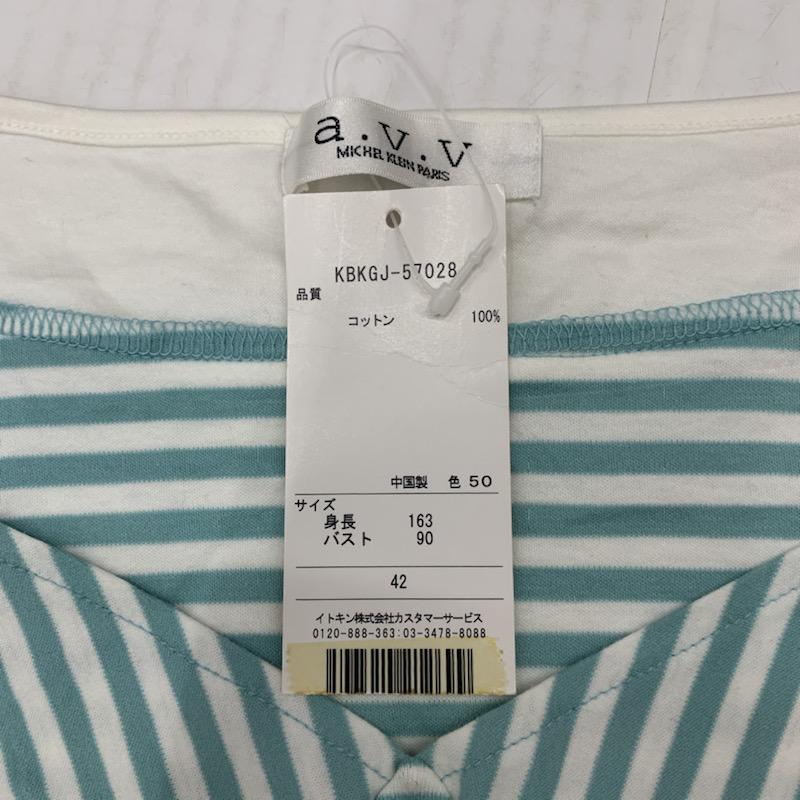 a.v.v
MICHEL KLEIN PARIS
KBKGJ-57028
品質
コットン 100%
中国製 色 50
サイズ
身長 163
バスト 90
42
イトキン株式会社カスタマーサービス
0120-888-363:03-3478-8088